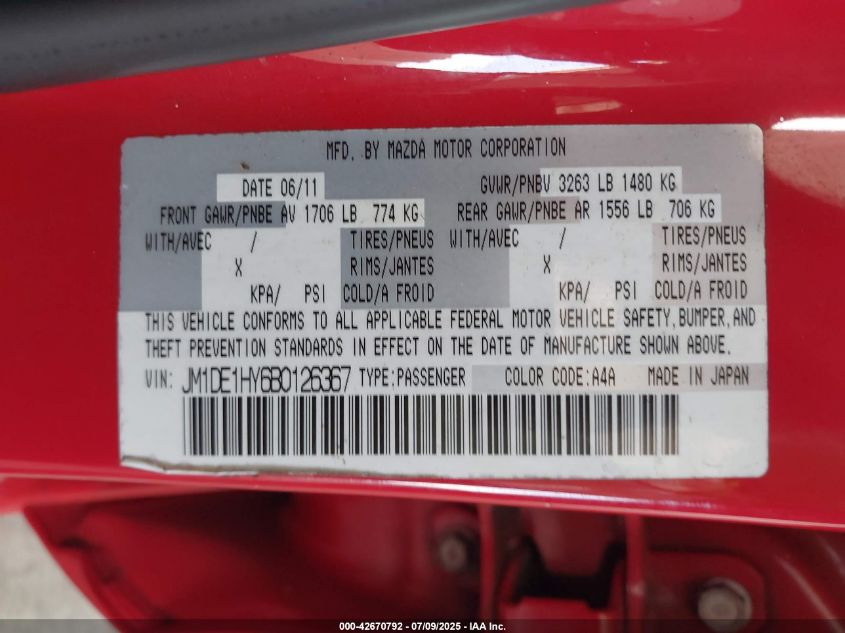 MFD. BY MAZDA MOTOR CORPORATION
DATE 06/11 GVWR/PNBV 3263 LB 1480 KG
FRONT GAWR/PNBE AV 1706 LB 774 KG REAR GAWR/PNBE AR 1556 LB 706 KG
WITH/AVEC / TIRES/PNEUS WITH/AVEC / TIRES/PNEUS
X RIMS/JANTES X RIMS/JANTES
KPA/ PSI COLD/A FROID KPA/ PSI COLD/A FROID
THIS VEHICLE CONFORMS TO ALL APPLICABLE FEDERAL MOTOR VEHICLE SAFETY,BUMPER,AND
THEFT PREVENTION STANDARDS IN EFFECT ON THE DATE OF MANUFACTURE SHOWN ABOVE.
VIN: JM1DE1HY6B0126367 TYPE:PASSENGER COLOR CODE:A4A MADE IN JAPAN
000-42670792 - 07/09/2025 - IAA Inc.